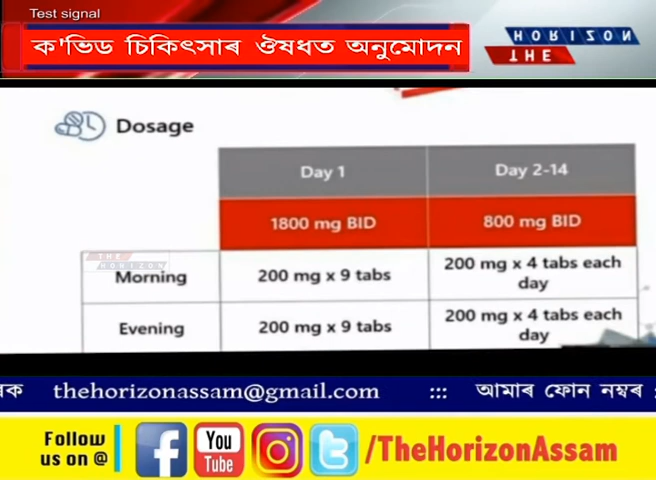 Test signal
ক'ভিড চিকিৎসাৰ ঔষধত অনুমোদন
HORIZON
THE
Dosage
Day 1
Day 2-14
1800 mg BID
800 mg BID
THE
HORIZON
Morning
200 mg x 9 tabs
200 mg x 4 tabs each
day
Evening
200 mg x 9 tabs
200 mg x 4 tabs each
day
thehorizonassam@gmail.com ::: আমাৰ ফোন নম্বৰ :
Follow
us on @
You
Tube
/TheHorizonAssam